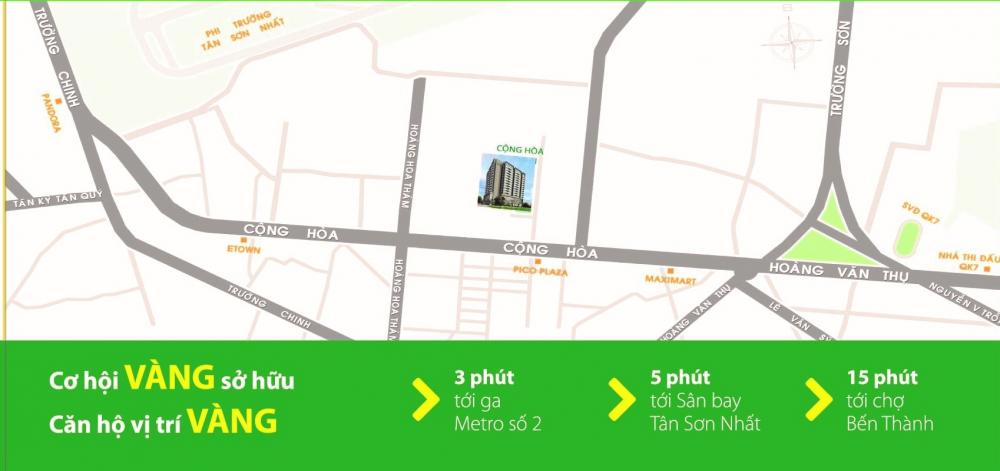 TRƯỜNG CHINH
PHI TRƯỜNG
TÂN SƠN NHẤT
PANDORA
TÂN KỲ TÂN QUÝ
HOÀNG HOA THÁM
CỘNG HÒA
TRƯỜNG SƠN
B
SVD QK7
NHÀ THI ĐẤU
QK7
CỘNG HÒA
ETOWN
CỘNG HÒA
PICO PLAZA
MAXIMART
HOÀNG VĂN THỤ
TRƯỜNG CHINH
HOÀNG HOA THÁM
HOÀNG VĂN THỤ
LÊ VĂN SỸ
NGUYỄN V TRỖI
Cơ hội VÀNG sở hữu
Căn hộ vị trí VÀNG
3 phút
tới ga
Metro số 2
5 phút
tới Sân bay
Tân Sơn Nhất
15 phút
tới chợ
Bến Thành